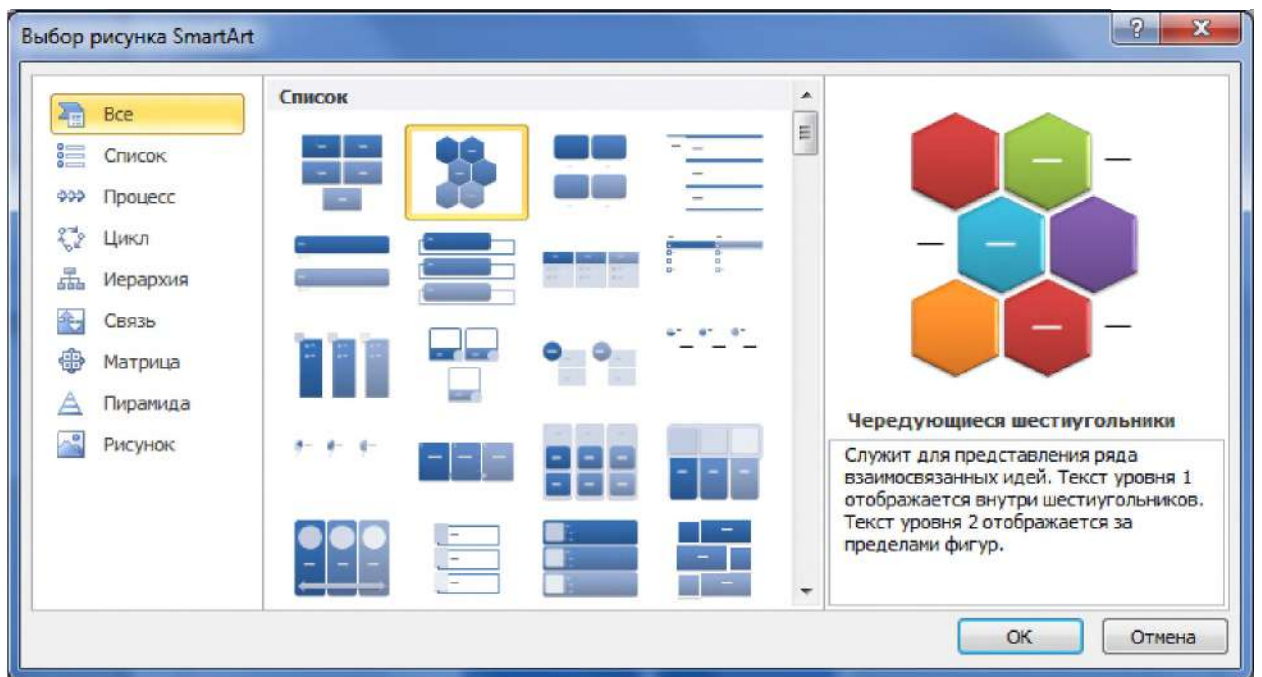 Выбор рисунка SmartArt
Все
Список
Процесс
Цикл
Иерархия
Связь
Матрица
Пирамида
Рисунок
Список
Чередующиеся шестиугольники
Служит для представления ряда
взаимосвязанных идей. Текст уровня 1
отображается внутри шестиугольников.
Текст уровня 2 отображается за
пределами фигур.
ОК
Отмена